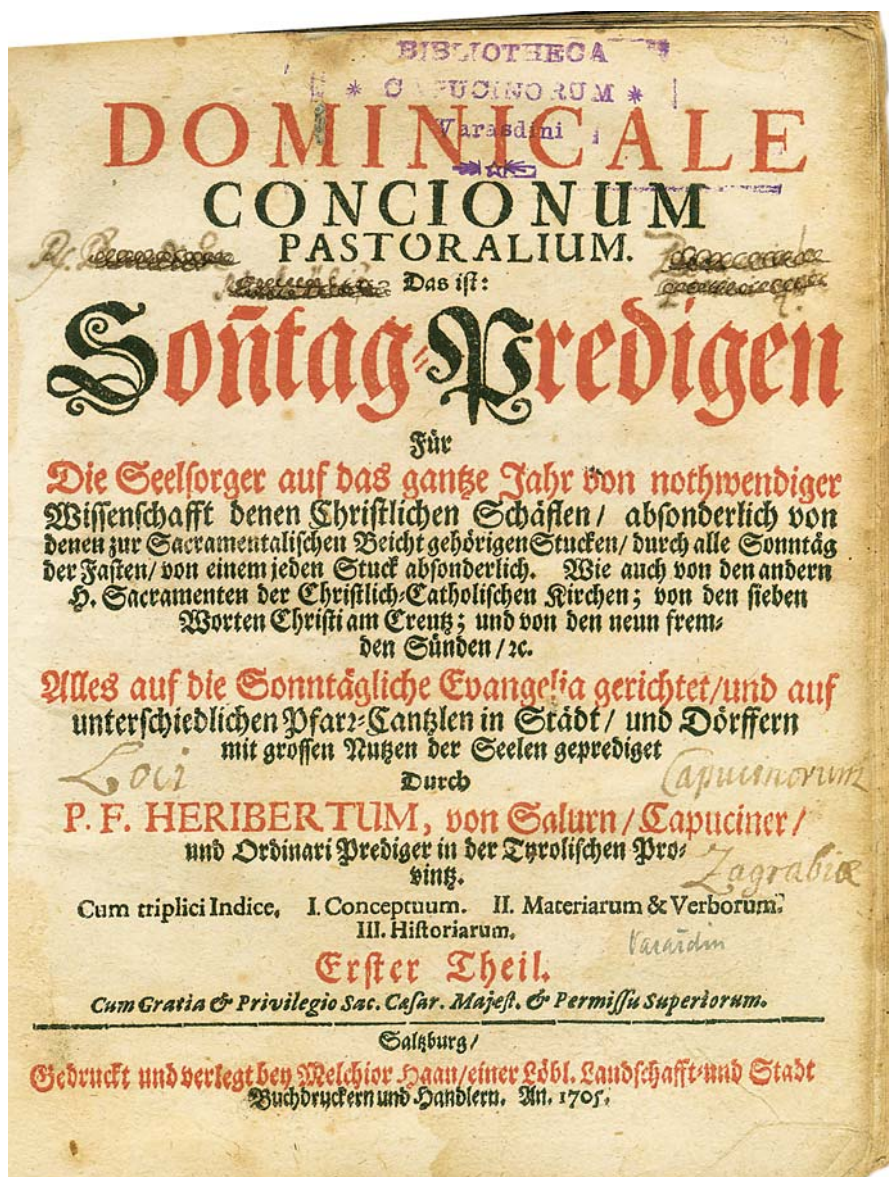 BIBLIOTHECA
* CAPUCINORUM *
Varasdini
DOMINICALE
CONCIONUM
PASTORALIUM.
Das ist:
Son̄tag-Predigen
Für
Die Seelsorger auf das gantze Jahr von nothwendiger
Wissenschafft denen Christlichen Schäflen / absonderlich von
denen zur Sacramentalischen Beicht gehörigen Stucken / durch alle Sonntäg
der Fasten / von einem jeden Stuck absonderlich. Wie auch von den andern
H. Sacramenten der Christlich-Catholischen Kirchen; von den sieben
Worten Christi am Creutz; und von den neun frem-
den Sünden / ꝛc.
Alles auf die Sonntägliche Evangelia gerichtet / und auf
unterschiedlichen Pfarr-Cantzlen in Städt / und Dörffern
mit grossen Nutzen der Seelen geprediget
Loci Capucinorum
Durch
P. F. HERIBERTUM, von Salurn / Capuciner /
und Ordinari Prediger in der Tyrolischen Pro-
vintz.
Zagrabiæ
Cum triplici Indice, I. Conceptuum. II. Materiarum & Verborum.
III. Historiarum.
Varaždin
Erster Theil.
Cum Gratia & Privilegio Sac. Cæsar. Majest. & Permissu Superiorum.
Saltzburg /
Gedruckt und verlegt bey Melchior Haan / einer Löbl. Landschafft- und Stadt
Buchdruckern und Handlern. An. 1705.